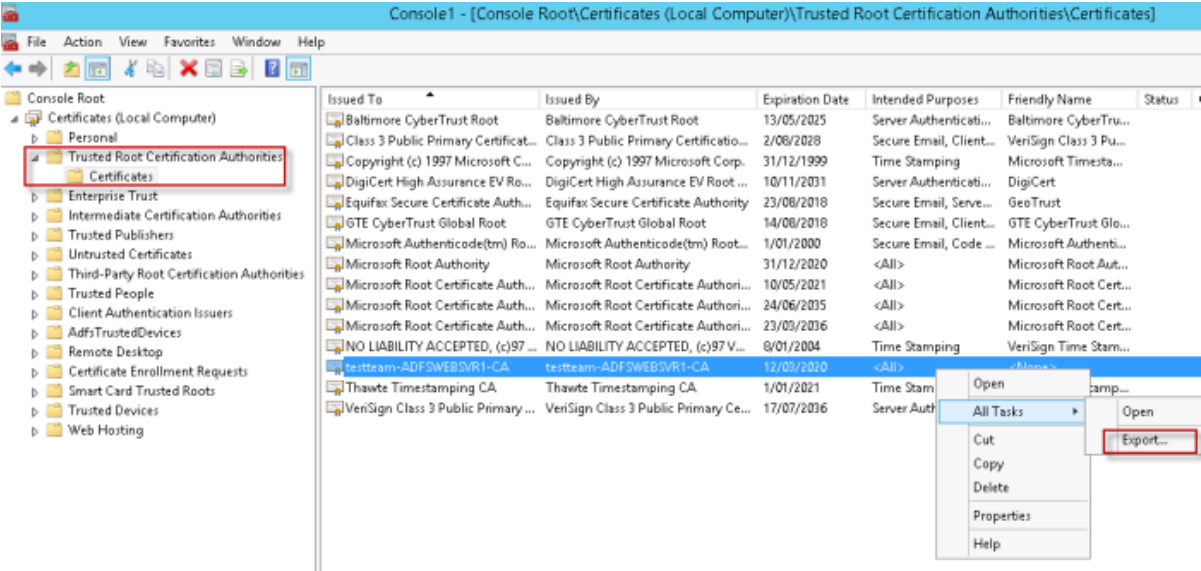 Console1 - [Console Root\Certificates (Local Computer)\Trusted Root Certification Authorities\Certificates]
File Action View Favorites Window Help
Console Root
Certificates (Local Computer)
Personal
Trusted Root Certification Authorities
Certificates
Enterprise Trust
Intermediate Certification Authorities
Trusted Publishers
Untrusted Certificates
Third-Party Root Certification Authorities
Trusted People
Client Authentication Issuers
AdfsTrustedDevices
Remote Desktop
Certificate Enrollment Requests
Smart Card Trusted Roots
Trusted Devices
Web Hosting
Issued To Issued By Expiration Date Intended Purposes Friendly Name Status
Baltimore CyberTrust Root Baltimore CyberTrust Root 13/05/2025 Server Authenticati... Baltimore CyberTru...
Class 3 Public Primary Certificat... Class 3 Public Primary Certificatio... 2/08/2028 Secure Email, Client... VeriSign Class 3 Pu...
Copyright (c) 1997 Microsoft C... Copyright (c) 1997 Microsoft Corp. 31/12/1999 Time Stamping Microsoft Timesta...
DigiCert High Assurance EV Ro... DigiCert High Assurance EV Root ... 10/11/2031 Server Authenticati... DigiCert
Equifax Secure Certificate Auth... Equifax Secure Certificate Authority 23/08/2018 Secure Email, Serve... GeoTrust
GTE CyberTrust Global Root GTE CyberTrust Global Root 14/08/2018 Secure Email, Client... GTE CyberTrust Glo...
Microsoft Authenticode(tm) Ro... Microsoft Authenticode(tm) Root... 1/01/2000 Secure Email, Code ... Microsoft Authenti...
Microsoft Root Authority Microsoft Root Authority 31/12/2020 <All> Microsoft Root Aut...
Microsoft Root Certificate Auth... Microsoft Root Certificate Authori... 10/05/2021 <All> Microsoft Root Cert...
Microsoft Root Certificate Auth... Microsoft Root Certificate Authori... 24/06/2035 <All> Microsoft Root Cert...
Microsoft Root Certificate Auth... Microsoft Root Certificate Authori... 23/03/2036 <All> Microsoft Root Cert...
NO LIABILITY ACCEPTED, (c)97 ... NO LIABILITY ACCEPTED, (c)97 V... 8/01/2004 Time Stamping VeriSign Time Stam...
testteam-ADFSWEBSVR1-CA testteam-ADFSWEBSVR1-CA 12/03/2020 <All> <None>
Thawte Timestamping CA Thawte Timestamping CA 1/01/2021 Time Stam amp...
VeriSign Class 3 Public Primary ... VeriSign Class 3 Public Primary Ce... 17/07/2036 Server Auth
Open
All Tasks
Cut
Copy
Delete
Properties
Help
Open
Export...